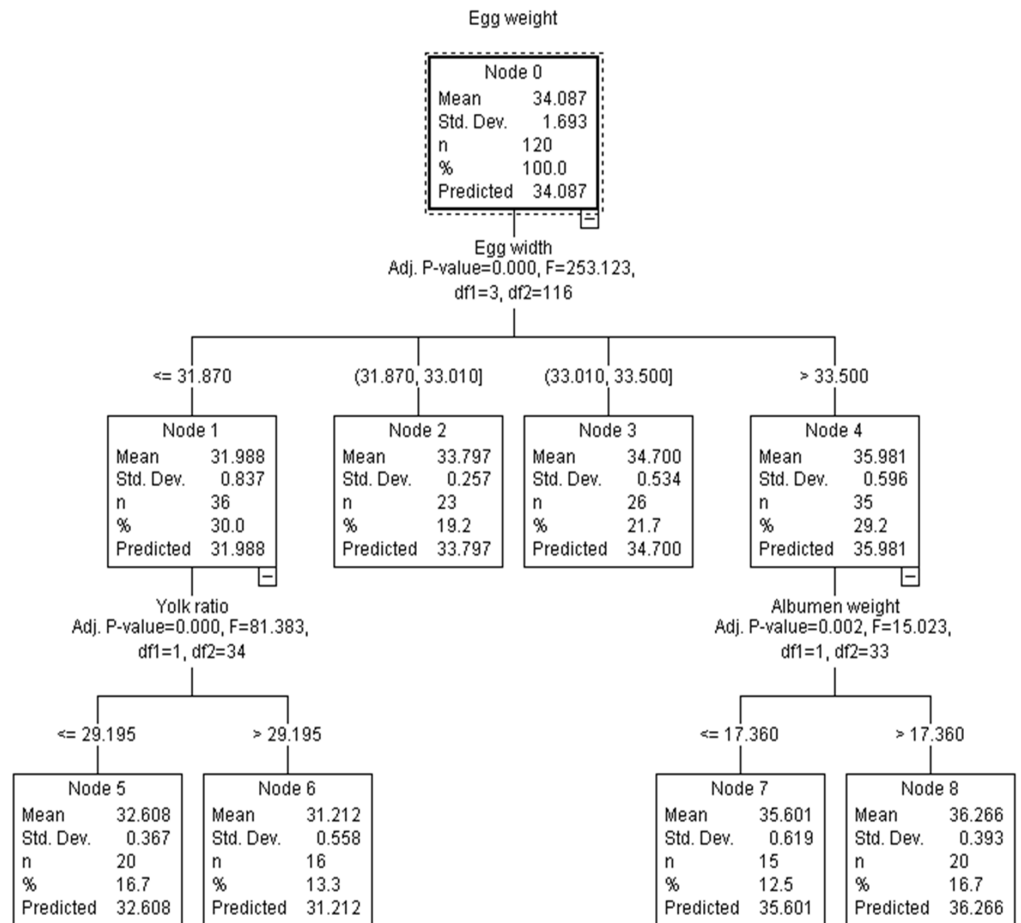 Egg weight
Node 0
Mean 34.087
Std. Dev. 1.693
n 120
% 100.0
Predicted 34.087
Egg width
Adj. P-value=0.000, F=253.123,
df1=3, df2=116
<= 31.870
(31.870, 33.010]
(33.010, 33.500]
> 33.500
Node 1
Mean 31.988
Std. Dev. 0.837
n 36
% 30.0
Predicted 31.988
Node 2
Mean 33.797
Std. Dev. 0.257
n 23
% 19.2
Predicted 33.797
Node 3
Mean 34.700
Std. Dev. 0.534
n 26
% 21.7
Predicted 34.700
Node 4
Mean 35.981
Std. Dev. 0.596
n 35
% 29.2
Predicted 35.981
Yolk ratio
Adj. P-value=0.000, F=81.383,
df1=1, df2=34
Albumen weight
Adj. P-value=0.002, F=15.023,
df1=1, df2=33
<= 29.195
> 29.195
<= 17.360
> 17.360
Node 5
Mean 32.608
Std. Dev. 0.367
n 20
% 16.7
Predicted 32.608
Node 6
Mean 31.212
Std. Dev. 0.558
n 16
% 13.3
Predicted 31.212
Node 7
Mean 35.601
Std. Dev. 0.619
n 15
% 12.5
Predicted 35.601
Node 8
Mean 36.266
Std. Dev. 0.393
n 20
% 16.7
Predicted 36.266